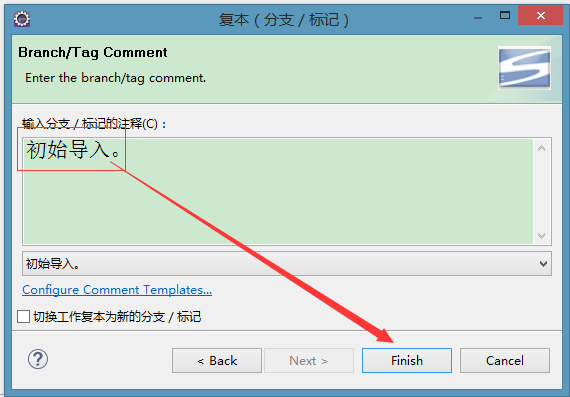 复本（分支／标记）
Branch/Tag Comment
Enter the branch/tag comment.
输入分支／标记的注释(C)：
初始导入。
初始导入。
Configure Comment Templates...
切换工作复本为新的分支／标记
?
< Back
Next >
Finish
Cancel